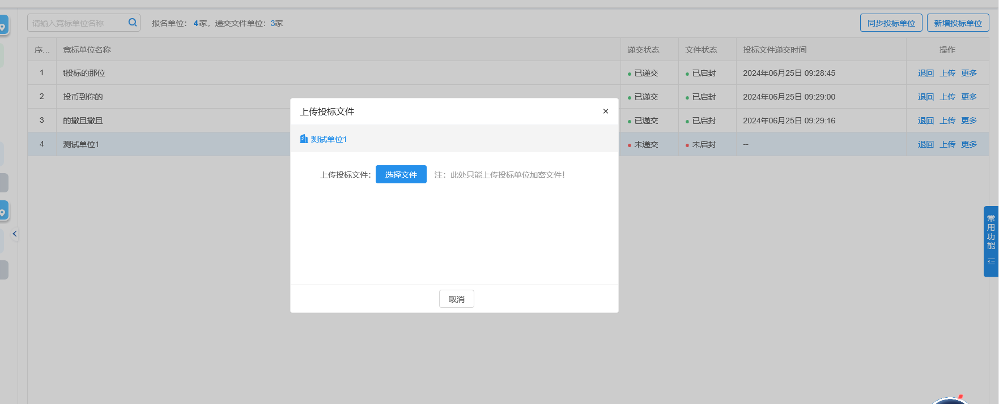 请输入竞标单位名称
报名单位： 4家，递交文件单位：3家
同步投标单位
新增投标单位
序... 竞标单位名称 递交状态 文件状态 投标文件递交时间 操作
1 t投标的那位 已递交 已启封 2024年06月25日 09:28:45 退回 上传 更多
2 投币到你的 已递交 已启封 2024年06月25日 09:29:00 退回 上传 更多
3 的撒旦撒旦 已递交 已启封 2024年06月25日 09:29:16 退回 上传 更多
4 测试单位1 未递交 未启封 -- 退回 上传 更多
上传投标文件
测试单位1
上传投标文件： 选择文件 注：此处只能上传投标单位加密文件！
取消
常用功能